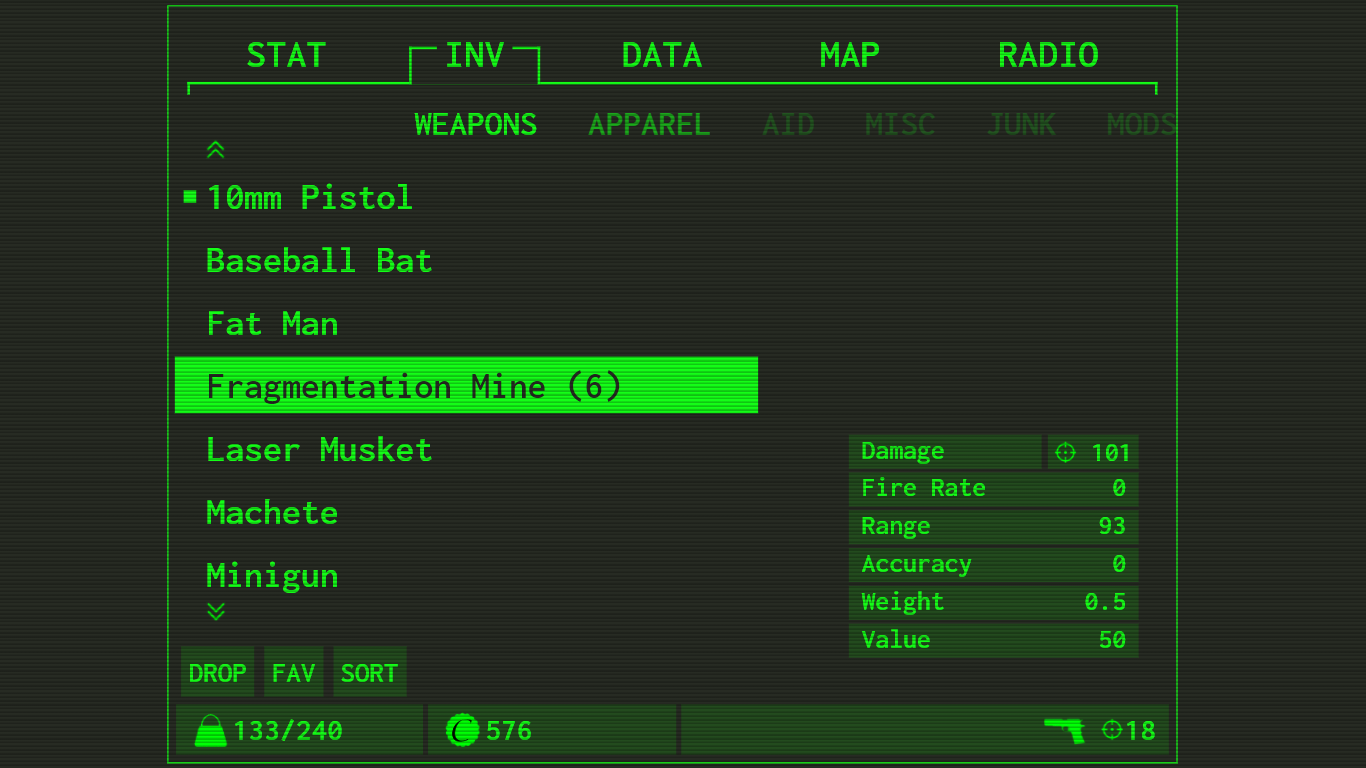 STAT INV DATA MAP RADIO
WEAPONS APPAREL AID MISC JUNK MODS
10mm Pistol
Baseball Bat
Fat Man
Fragmentation Mine (6)
Laser Musket
Machete
Minigun
Damage 101
Fire Rate 0
Range 93
Accuracy 0
Weight 0.5
Value 50
DROP FAV SORT
133/240 576 18